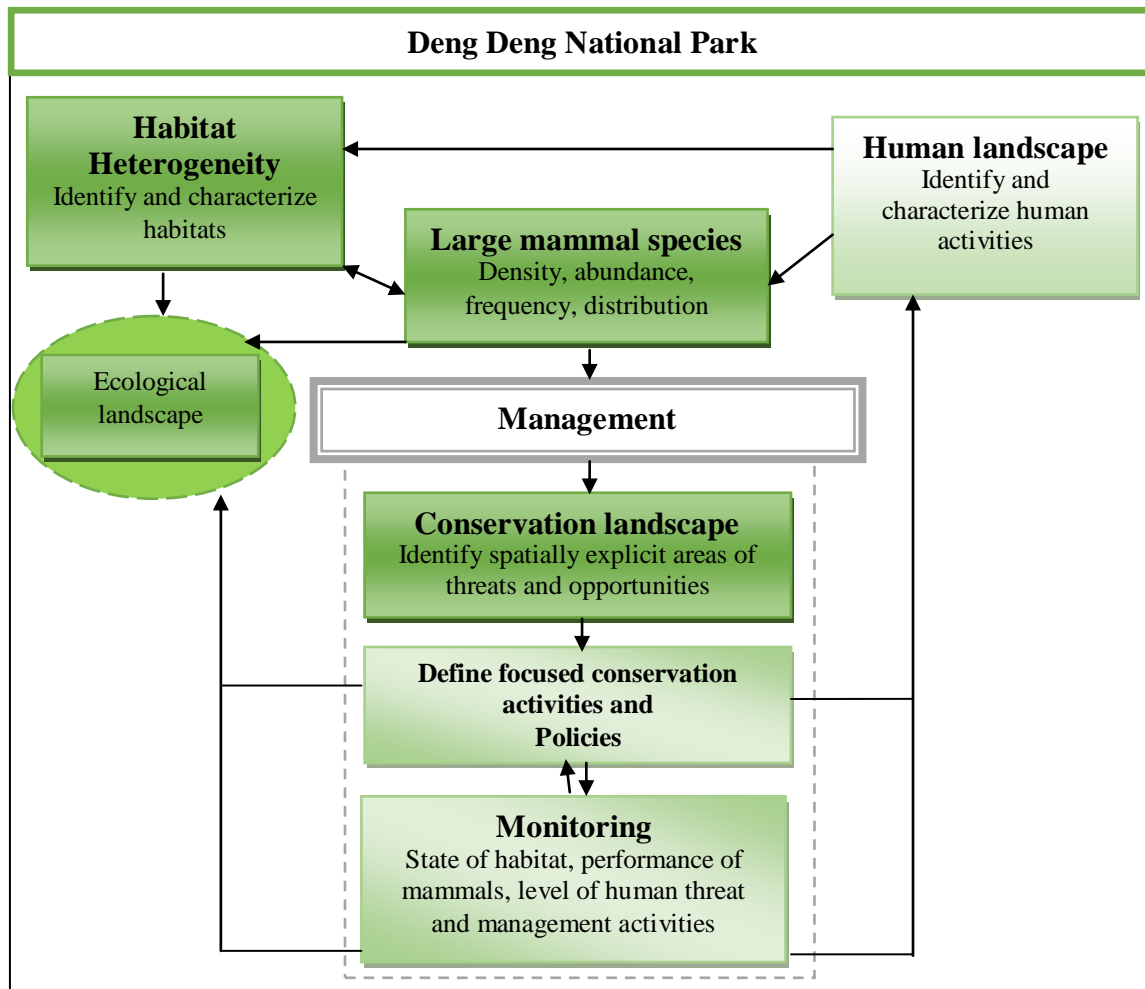 Deng Deng National Park
Habitat
Heterogeneity
Identify and characterize
habitats
Human landscape
Identify and
characterize human
activities
Large mammal species
Density, abundance,
frequency, distribution
Ecological
landscape
Management
Conservation landscape
Identify spatially explicit areas of
threats and opportunities
Define focused conservation
activities and
Policies
Monitoring
State of habitat, performance of
mammals, level of human threat
and management activities